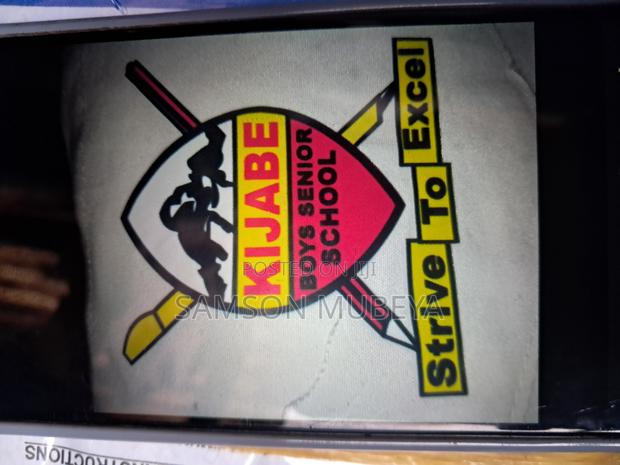 KIJABE
BOYS SENIOR
SCHOOL
Strive To Excel
POSTED ON JIJI
SAMSON MUBEYA